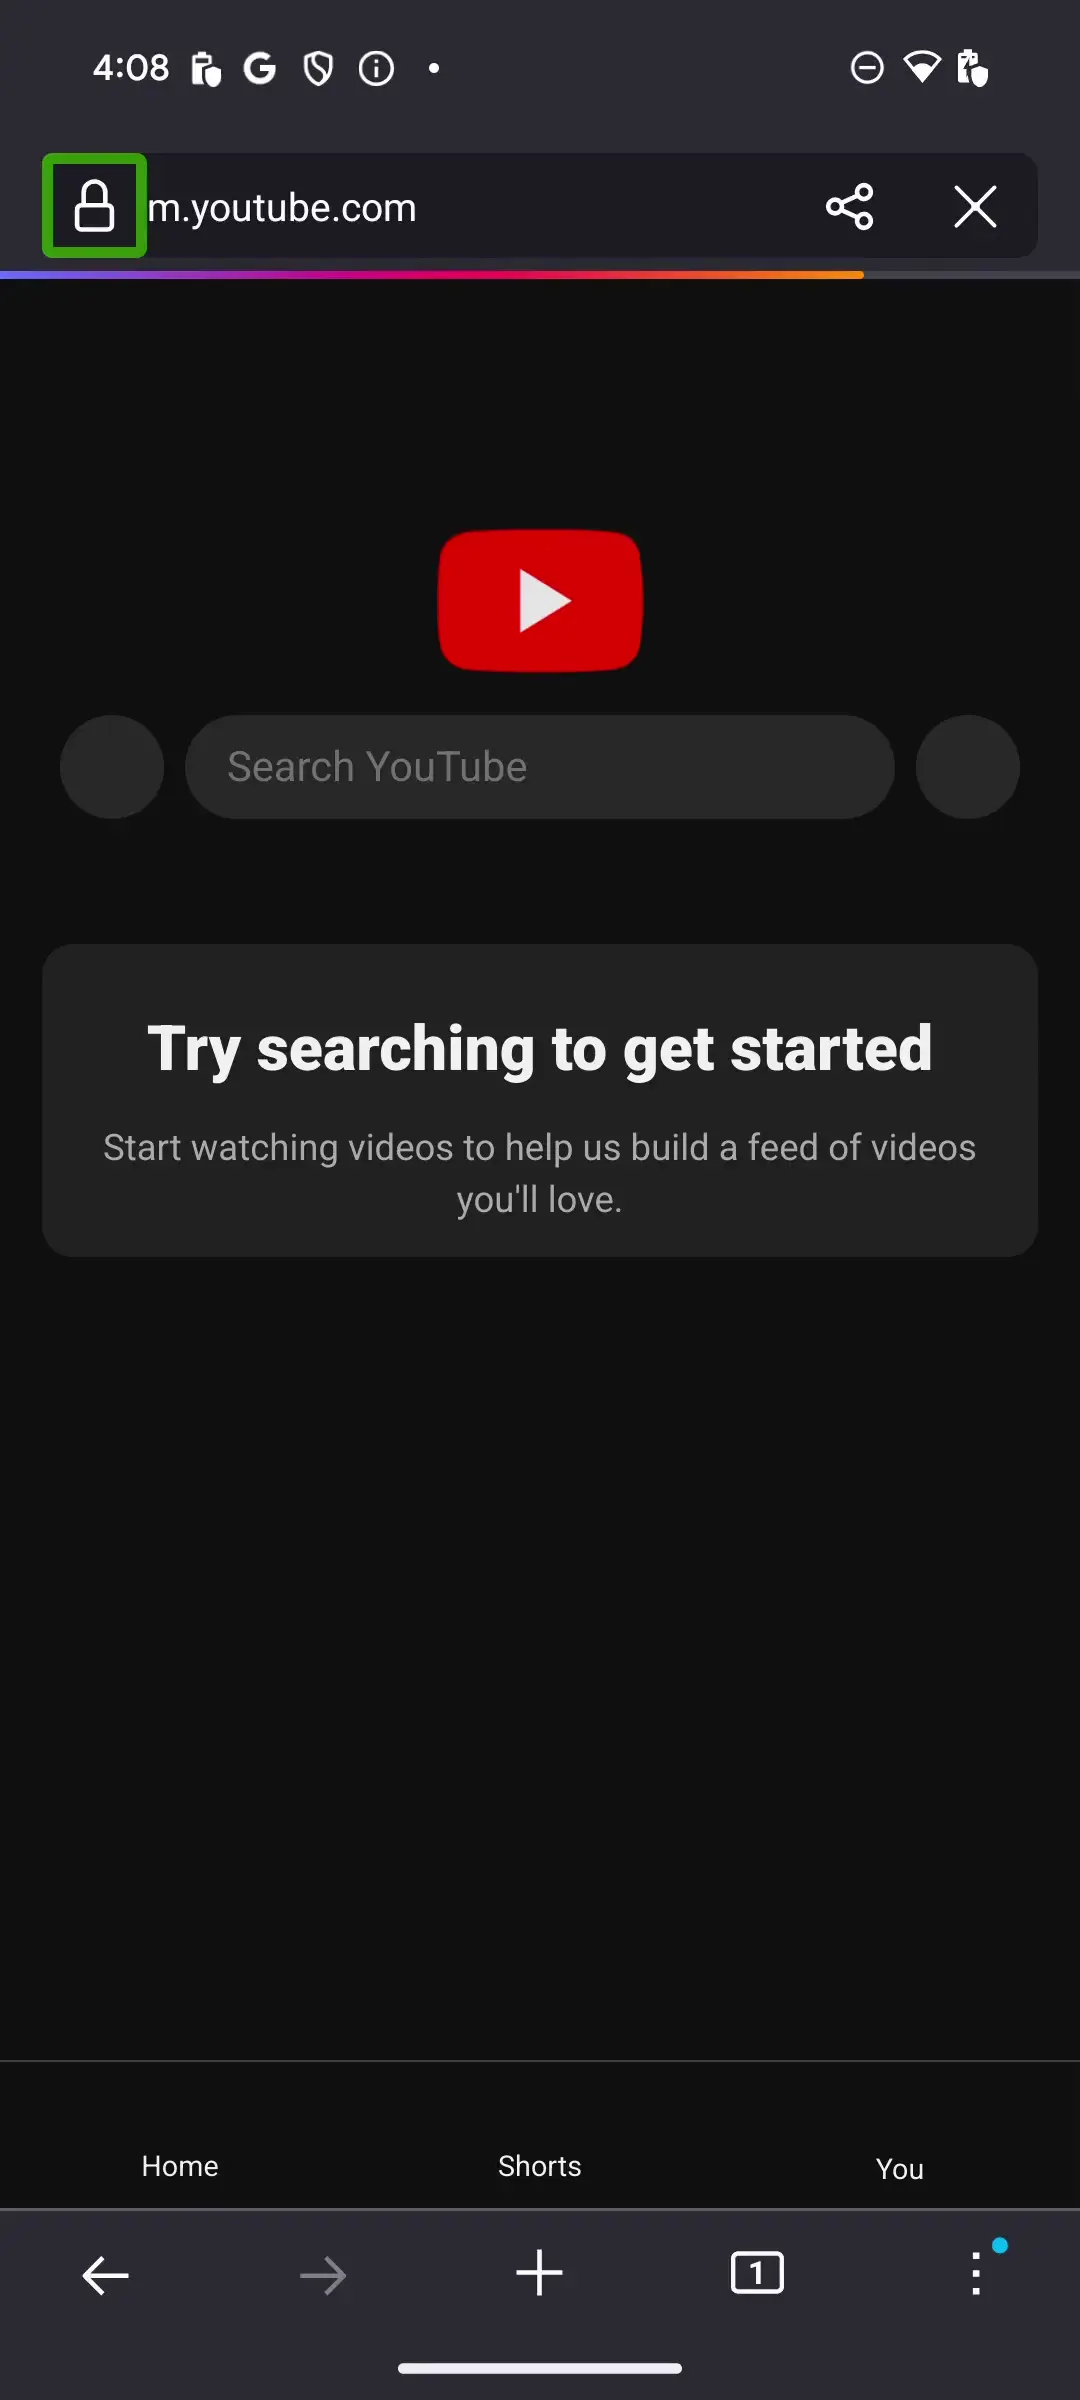 4:08
m.youtube.com
Search YouTube
Try searching to get started
Start watching videos to help us build a feed of videos
you'll love.
Home
Shorts
You
1